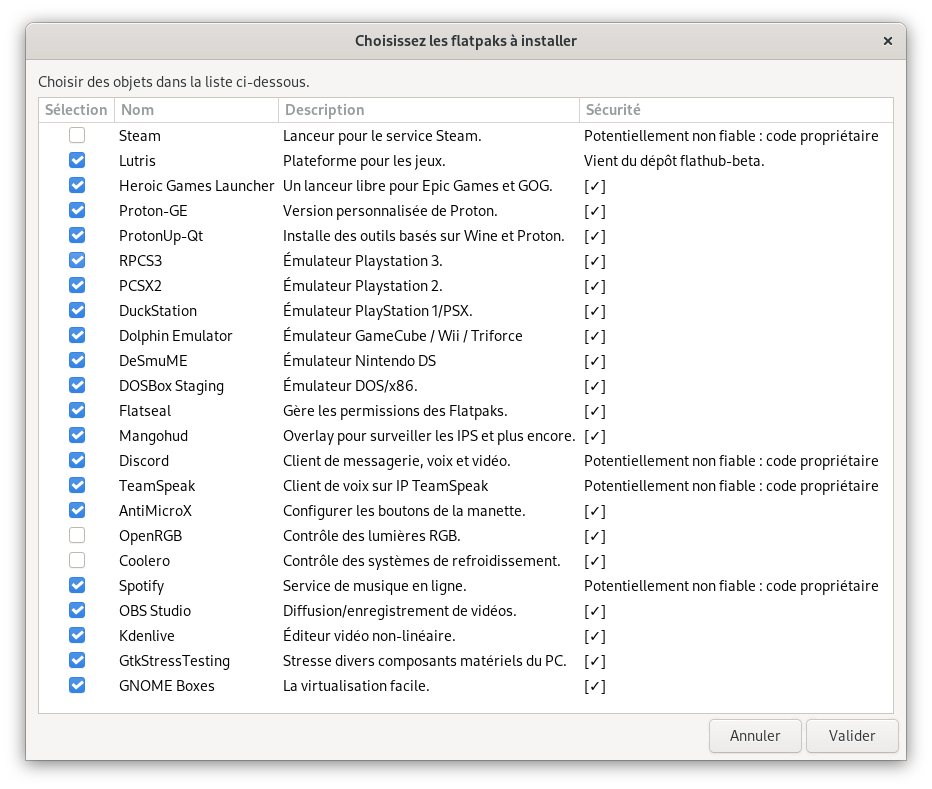 Choisissez les flatpaks à installer
Choisir des objets dans la liste ci-dessous.
Sélection Nom Description Sécurité
Steam Lanceur pour le service Steam. Potentiellement non fiable : code propriétaire
Lutris Plateforme pour les jeux. Vient du dépôt flathub-beta.
Heroic Games Launcher Un lanceur libre pour Epic Games et GOG. [✓]
Proton-GE Version personnalisée de Proton. [✓]
ProtonUp-Qt Installe des outils basés sur Wine et Proton. [✓]
RPCS3 Émulateur Playstation 3. [✓]
PCSX2 Émulateur Playstation 2. [✓]
DuckStation Émulateur PlayStation 1/PSX. [✓]
Dolphin Emulator Émulateur GameCube / Wii / Triforce [✓]
DeSmuME Émulateur Nintendo DS [✓]
DOSBox Staging Émulateur DOS/x86. [✓]
Flatseal Gère les permissions des Flatpaks. [✓]
Mangohud Overlay pour surveiller les IPS et plus encore. [✓]
Discord Client de messagerie, voix et vidéo. Potentiellement non fiable : code propriétaire
TeamSpeak Client de voix sur IP TeamSpeak Potentiellement non fiable : code propriétaire
AntiMicroX Configurer les boutons de la manette. [✓]
OpenRGB Contrôle des lumières RGB. [✓]
Coolero Contrôle des systèmes de refroidissement. [✓]
Spotify Service de musique en ligne. Potentiellement non fiable : code propriétaire
OBS Studio Diffusion/enregistrement de vidéos. [✓]
Kdenlive Éditeur vidéo non-linéaire. [✓]
GtkStressTesting Stresse divers composants matériels du PC. [✓]
GNOME Boxes La virtualisation facile. [✓]
Annuler Valider